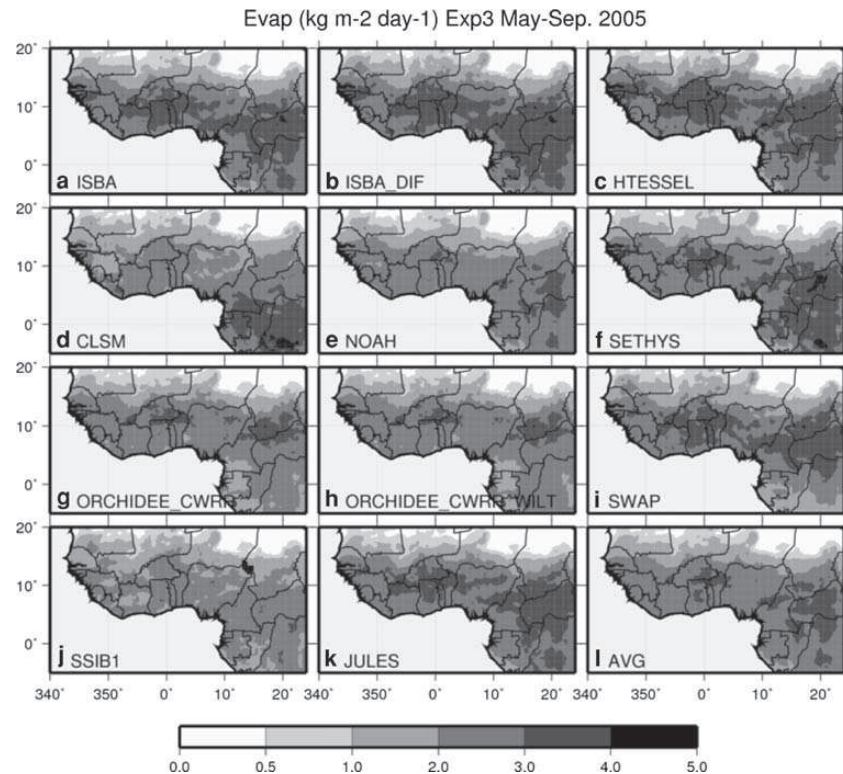 Evap (kg m-2 day-1) Exp3 May-Sep. 2005
20˚
10˚
0˚
a ISBA
b ISBA_DIF
c HTESSEL
20˚
10˚
0˚
d CLSM
e NOAH
f SETHYS
20˚
10˚
0˚
g ORCHIDEE_CWRR
h ORCHIDEE_CWRR_WILT
i SWAP
20˚
10˚
0˚
j SSIB1
k JULES
l AVG
340˚ 350˚ 0˚ 10˚ 20˚ 350˚ 0˚ 10˚ 20˚ 350˚ 0˚ 10˚ 20˚
0.0 0.5 1.0 2.0 3.0 4.0 5.0